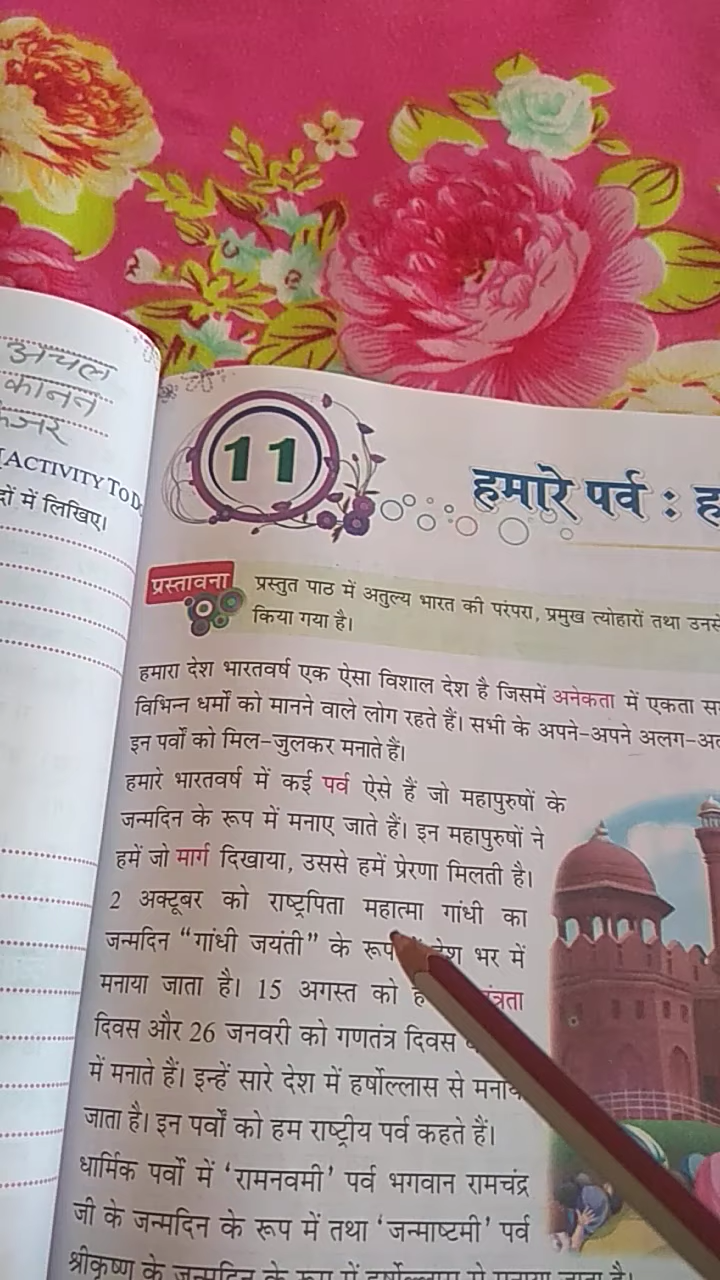 अचल
कानन
ACTIVITY TO D
में लिखिए।
11
हमारे पर्व :
प्रस्तावना
प्रस्तुत पाठ में अतुल्य भारत की परंपरा, प्रमुख त्योहारों तथा उनसे
किया गया है।
हमारा देश भारतवर्ष एक ऐसा विशाल देश है जिसमें अनेकता में एकता
विभिन्न धर्मों को मानने वाले लोग रहते हैं। सभी के अपने-अपने अलग-
इन पर्वों को मिल-जुलकर मनाते हैं।
हमारे भारतवर्ष में कई पर्व ऐसे हैं जो महापुरुषों के
जन्मदिन के रूप में मनाए जाते हैं। इन महापुरुषों ने
हमें जो मार्ग दिखाया, उससे हमें प्रेरणा मिलती है।
2 अक्टूबर को राष्ट्रपिता महात्मा गांधी का
जन्मदिन “गांधी जयंती” के रूप देश भर में
मनाया जाता है। 15 अगस्त को
दिवस और 26 जनवरी को गणतंत्र दिवस
में मनाते हैं। इन्हें सारे देश में हर्षोल्लास से
जाता है। इन पर्वों को हम राष्ट्रीय पर्व कहते हैं।
धार्मिक पर्वों में ‘रामनवमी’ पर्व भगवान रामचंद्र
जी के जन्मदिन के रूप में तथा ‘जन्माष्टमी’ पर्व
श्रीकृष्ण के जन्मदिन के रूप में हर्षोल्लास से मनाया जाता है।